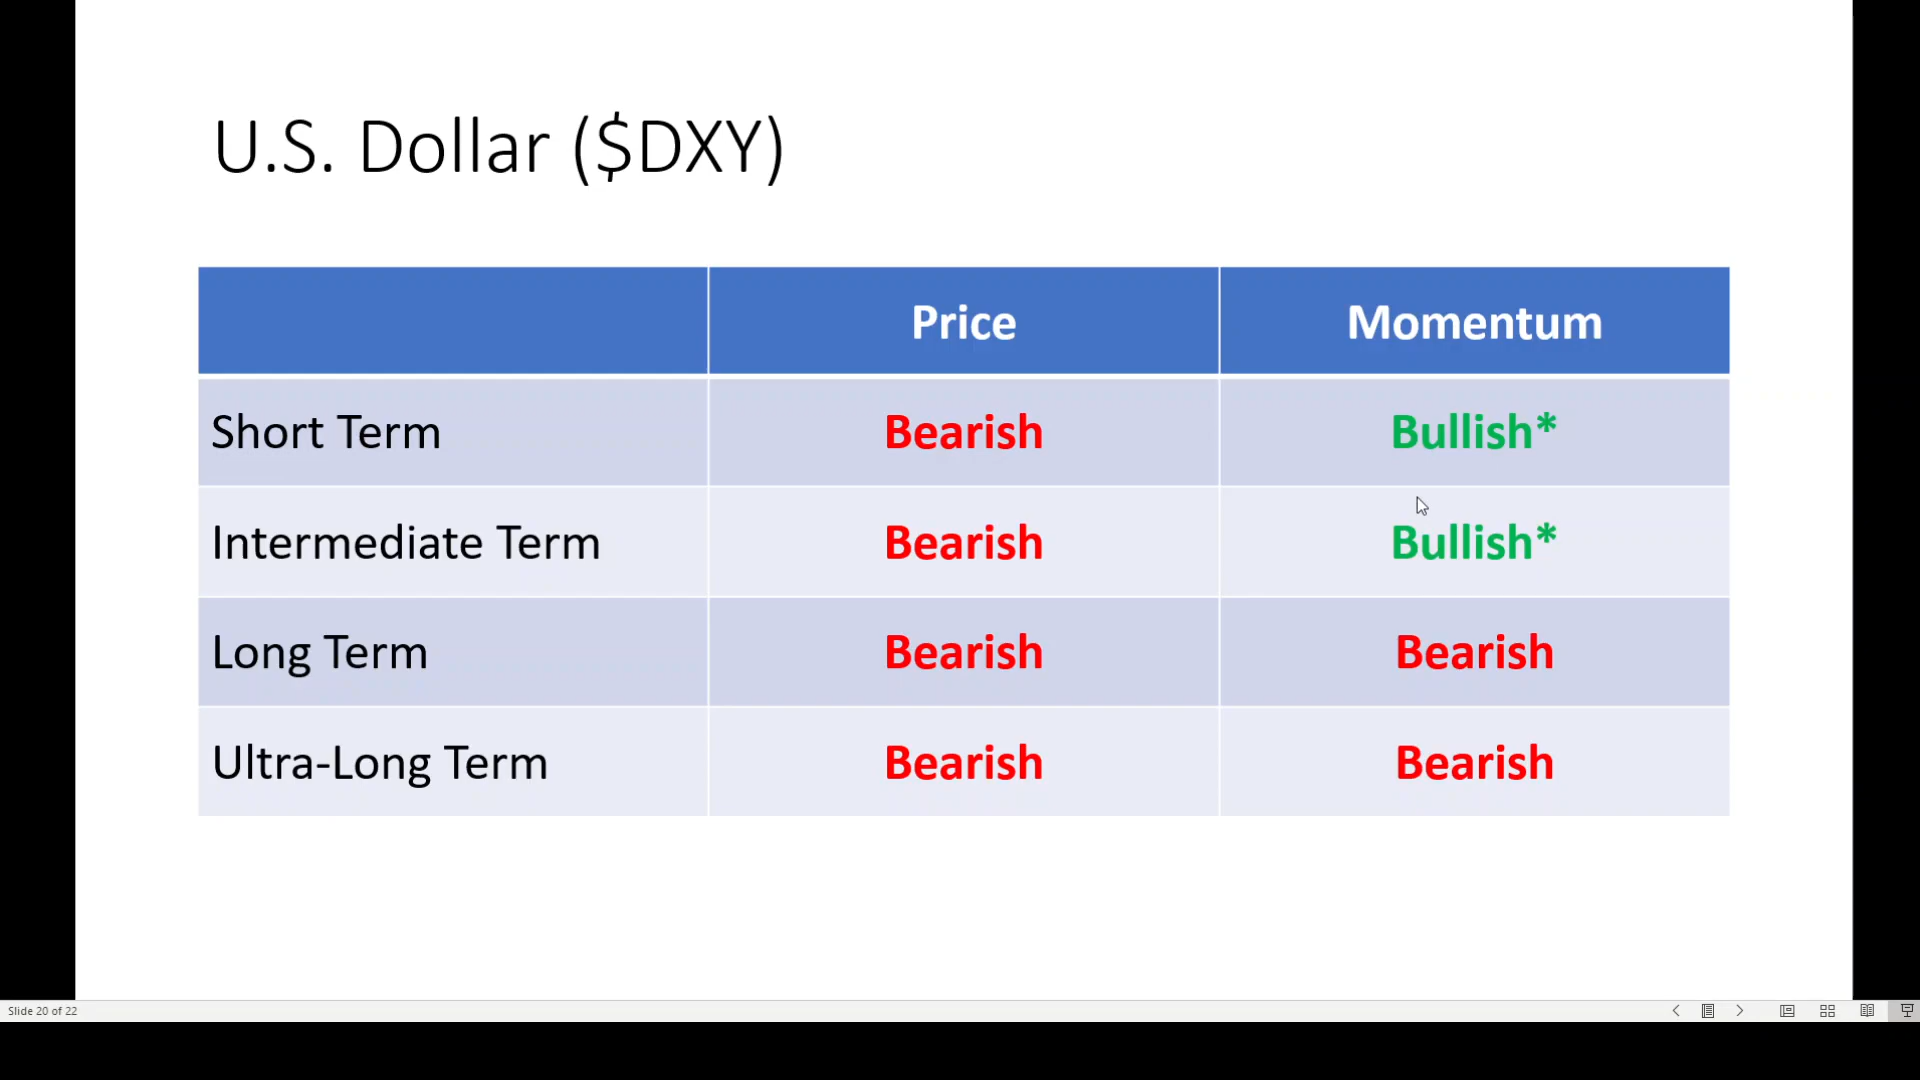 U.S. Dollar ($DXY)
Price Momentum
Short Term Bearish Bullish*
Intermediate Term Bearish Bullish*
Long Term Bearish Bearish
Ultra-Long Term Bearish Bearish
Slide 20 of 22